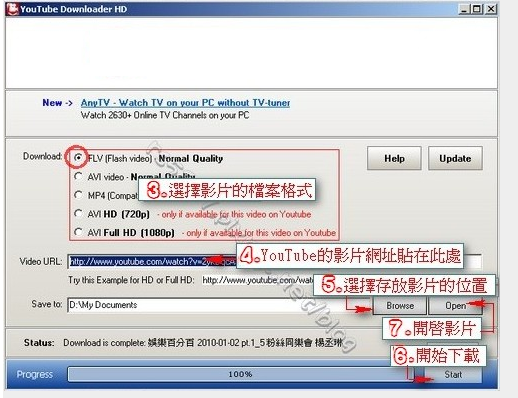 YouTube Downloader HD
New -> AnyTV - Watch TV on your PC without TV-tuner
Watch 2630+ Online TV Channels on your PC
Download: FLV (Flash video) - Normal Quality
Help
Update
AVI video - Normal Quality
MP4
3.選擇影片的檔案格式
AVI HD (720p) - only if available for this video on Youtube
AVI Full HD (1080p) - only if available for this video on Youtube
4.YouTube的影片網址貼在此處
Video URL: http://www.youtube.com/watch?v=
Try this Example for HD or Full HD: http://www.youtube.com/
5.選擇存放影片的位置
Save to: D:\My Documents
Browse
Open
7.開啓影片
Status: Download is complete: 娛樂百分百 2010-01-02 pt.1_5 粉絲同樂會 楊丞琳
6.開始下載
Progress 100% Start